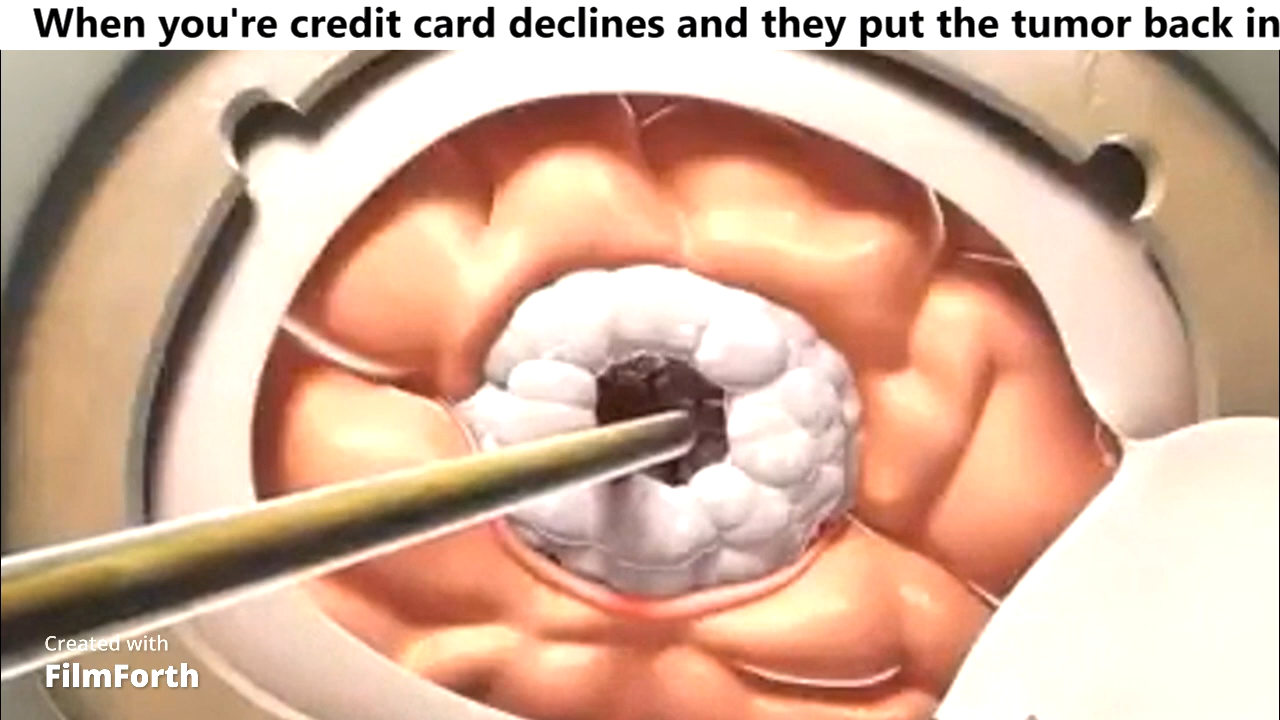 When you're credit card declines and they put the tumor back in
Created with
FilmForth